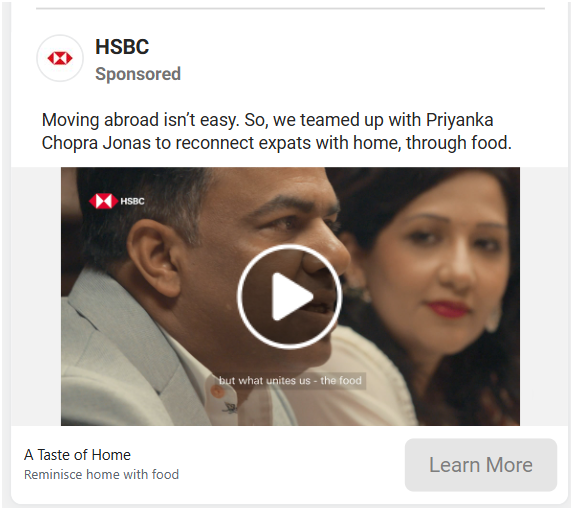 HSBC
Sponsored
Moving abroad isn’t easy. So, we teamed up with Priyanka
Chopra Jonas to reconnect expats with home, through food.
HSBC
but what unites us - the food
A Taste of Home
Reminisce home with food
Learn More